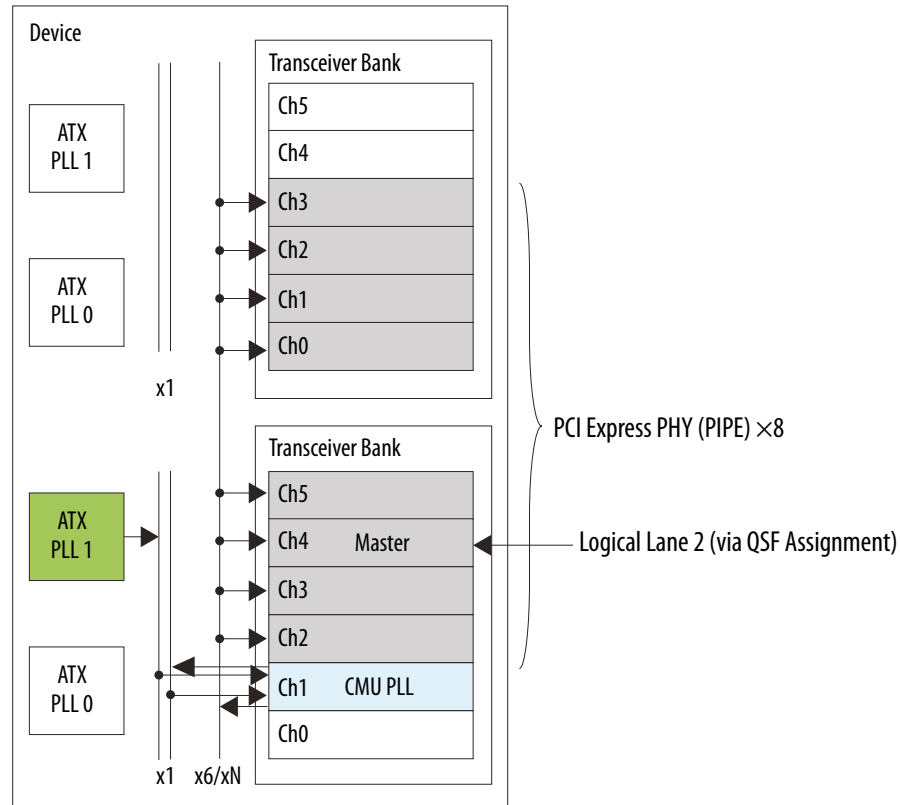 Device
Transceiver Bank
Ch5
ATX
PLL 1
Ch4
Ch3
Ch2
ATX
PLL 0
Ch1
Ch0
x1
PCI Express PHY (PIPE) ×8
Transceiver Bank
Ch5
ATX
PLL 1
Ch4 Master
Logical Lane 2 (via QSF Assignment)
Ch3
Ch2
ATX
PLL 0
Ch1 CMU PLL
Ch0
x1 x6/xN